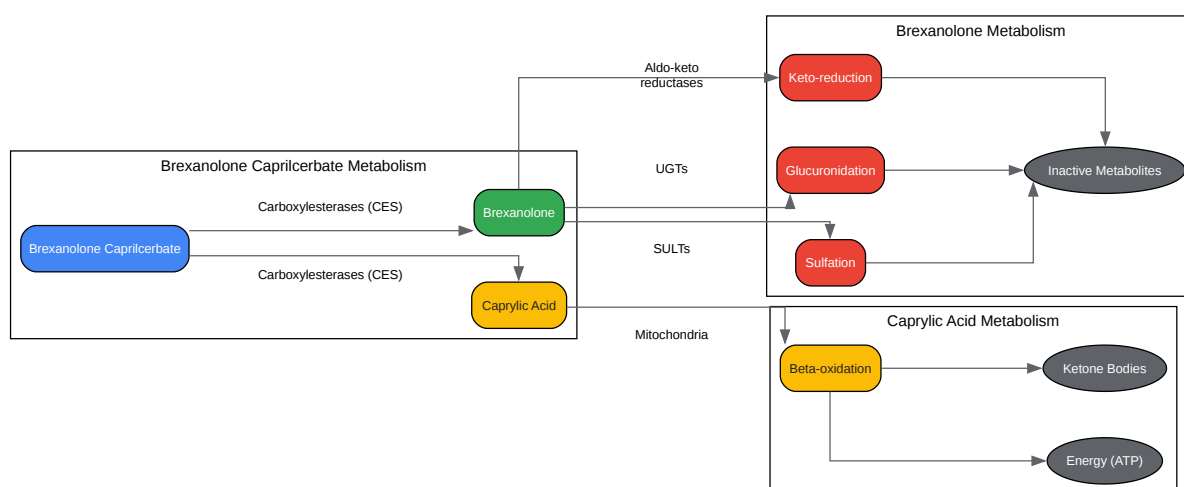 Brexanolone Metabolism
Aldo-keto
reductases
Keto-reduction
Brexanolone Caprilcerbate Metabolism
UGTs
Glucuronidation
Inactive Metabolites
Carboxylesterases (CES)
Brexanolone
Brexanolone Caprilcerbate
SULTs
Sulfation
Carboxylesterases (CES)
Caprylic Acid
Mitochondria
Caprylic Acid Metabolism
Beta-oxidation
Ketone Bodies
Energy (ATP)